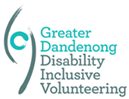 Greater
Dandenong
Disability
Inclusive
Volunteering